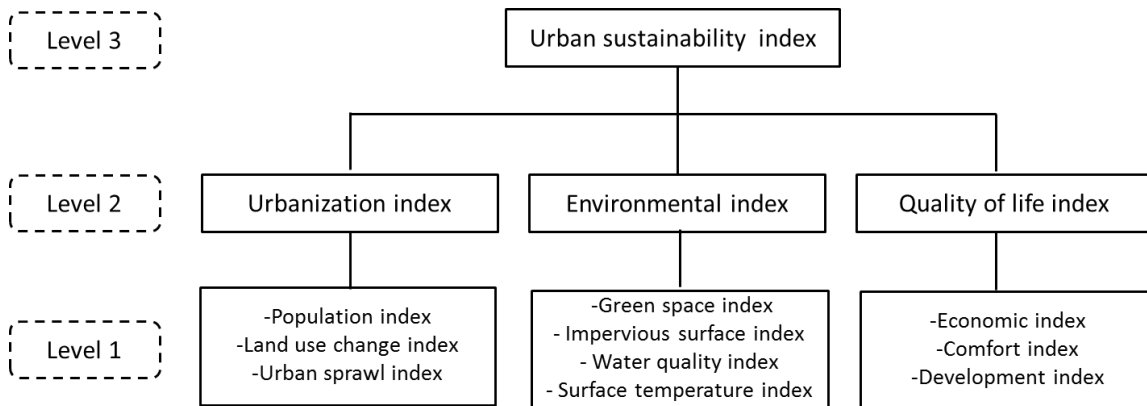 Level 3
Urban sustainability index
Level 2
Urbanization index
Environmental index
Quality of life index
Level 1
-Population index
-Land use change index
-Urban sprawl index
-Green space index
- Impervious surface index
- Water quality index
- Surface temperature index
-Economic index
-Comfort index
-Development index